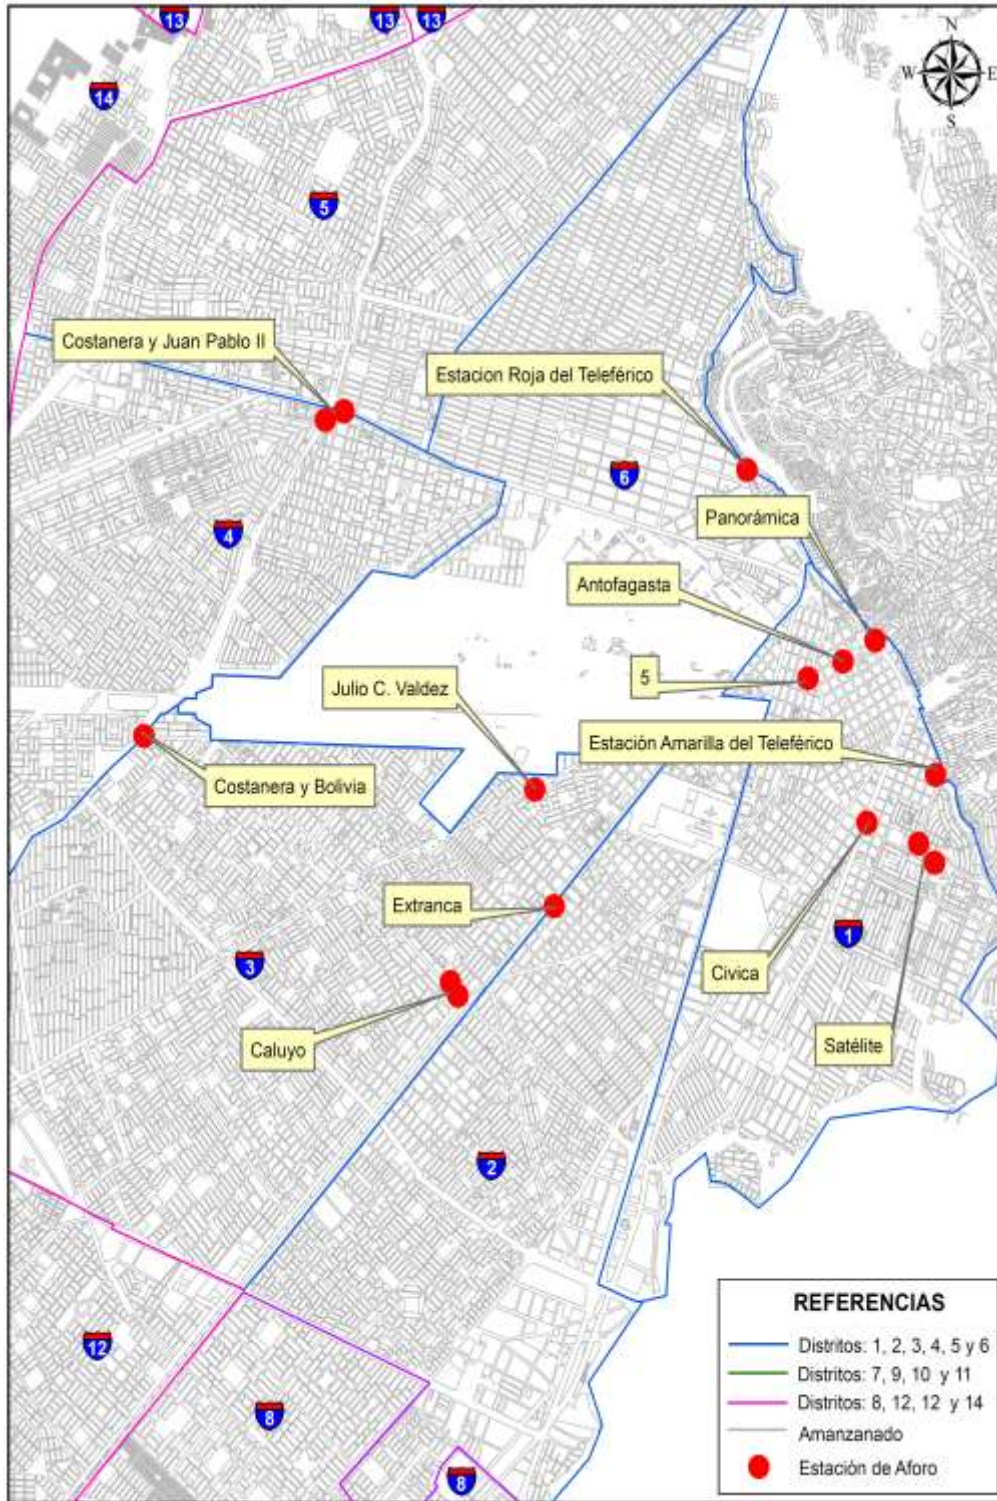 13
13
13
N
W
E
S
14
5
Costanera y Juan Pablo II
Estacion Roja del Teleférico
6
Panorámica
4
Antofagasta
5
Julio C. Valdez
Estación Amarilla del Teleférico
Costanera y Bolivia
Extranca
1
3
Civica
Caluyo
Satélite
2
REFERENCIAS
Distritos: 1, 2, 3, 4, 5 y 6
Distritos: 7, 9, 10 y 11
Distritos: 8, 12, 12 y 14
Amanzanado
Estación de Aforo
12
8
8